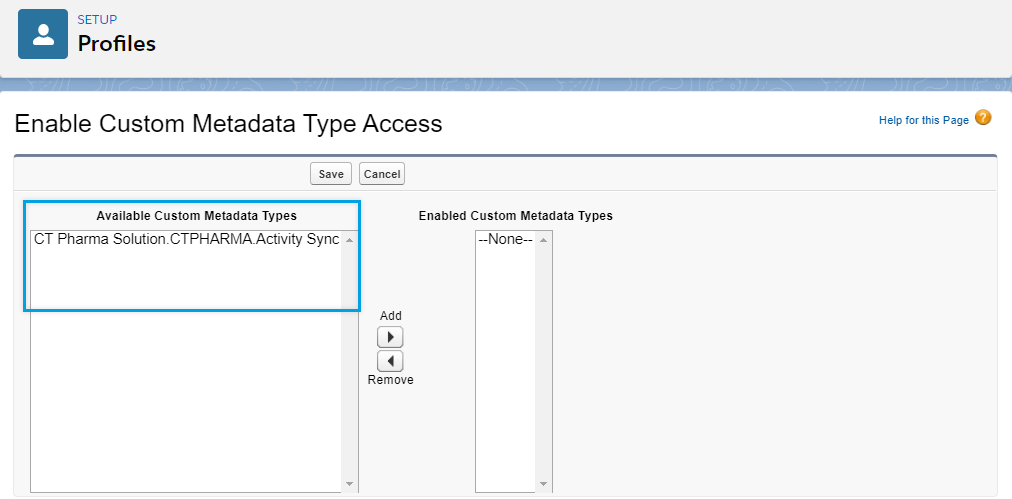 SETUP
Profiles
Enable Custom Metadata Type Access
Help for this Page ?
Save Cancel
Available Custom Metadata Types
Enabled Custom Metadata Types
CT Pharma Solution.CTPHARMA.Activity Sync
--None--
Add
Remove